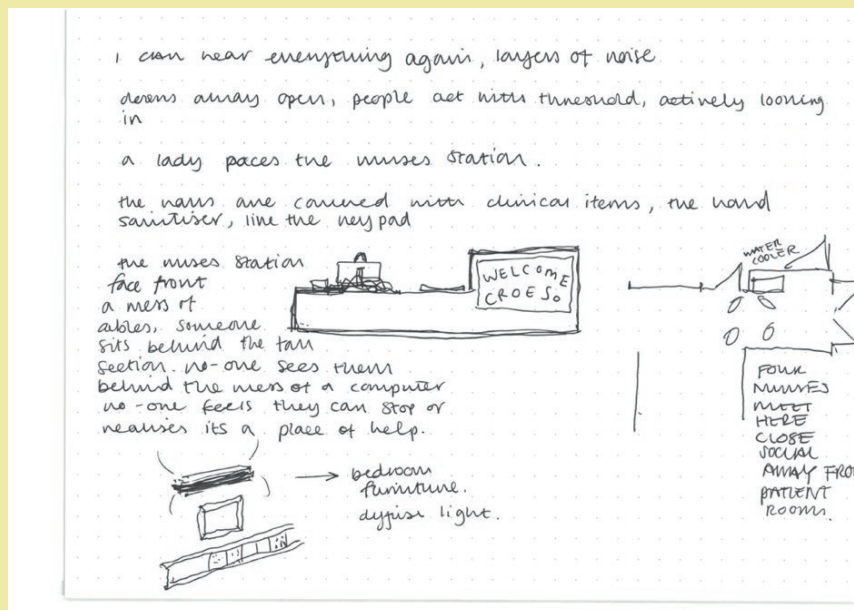 I can hear everything again, layers of noise
doors always open, people act with threshold, actively looking
in
a lady paces the nurses station.
the walls are covered with clinical items, the hand
sanitiser, like the key pad
the nurses station
face front
a mess of
cables, someone
sits behind the tall
section. no-one sees them
behind the mess of a computer
no-one feels they can stop or
realises its a place of help.
WELCOME
CROESO
WATER
COOLER
FOUR
NURSES
MEET
HERE
CLOSE
SOCIAL
AWAY FRO
PATIENT
ROOMS.
bedroom
furniture.
diffuse light.